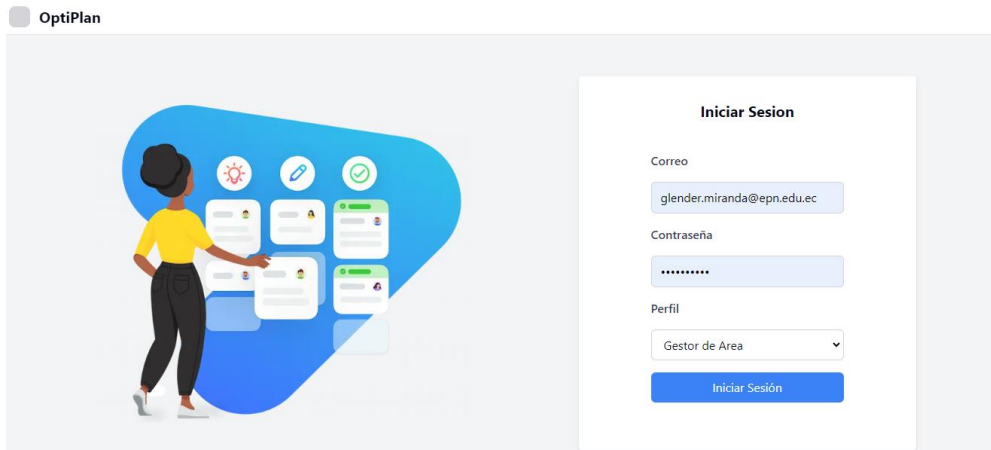 OptiPlan
Iniciar Sesion
Correo
glender.miranda@epn.edu.ec
Contraseña
••••••••••
Perfil
Gestor de Area
Iniciar Sesión